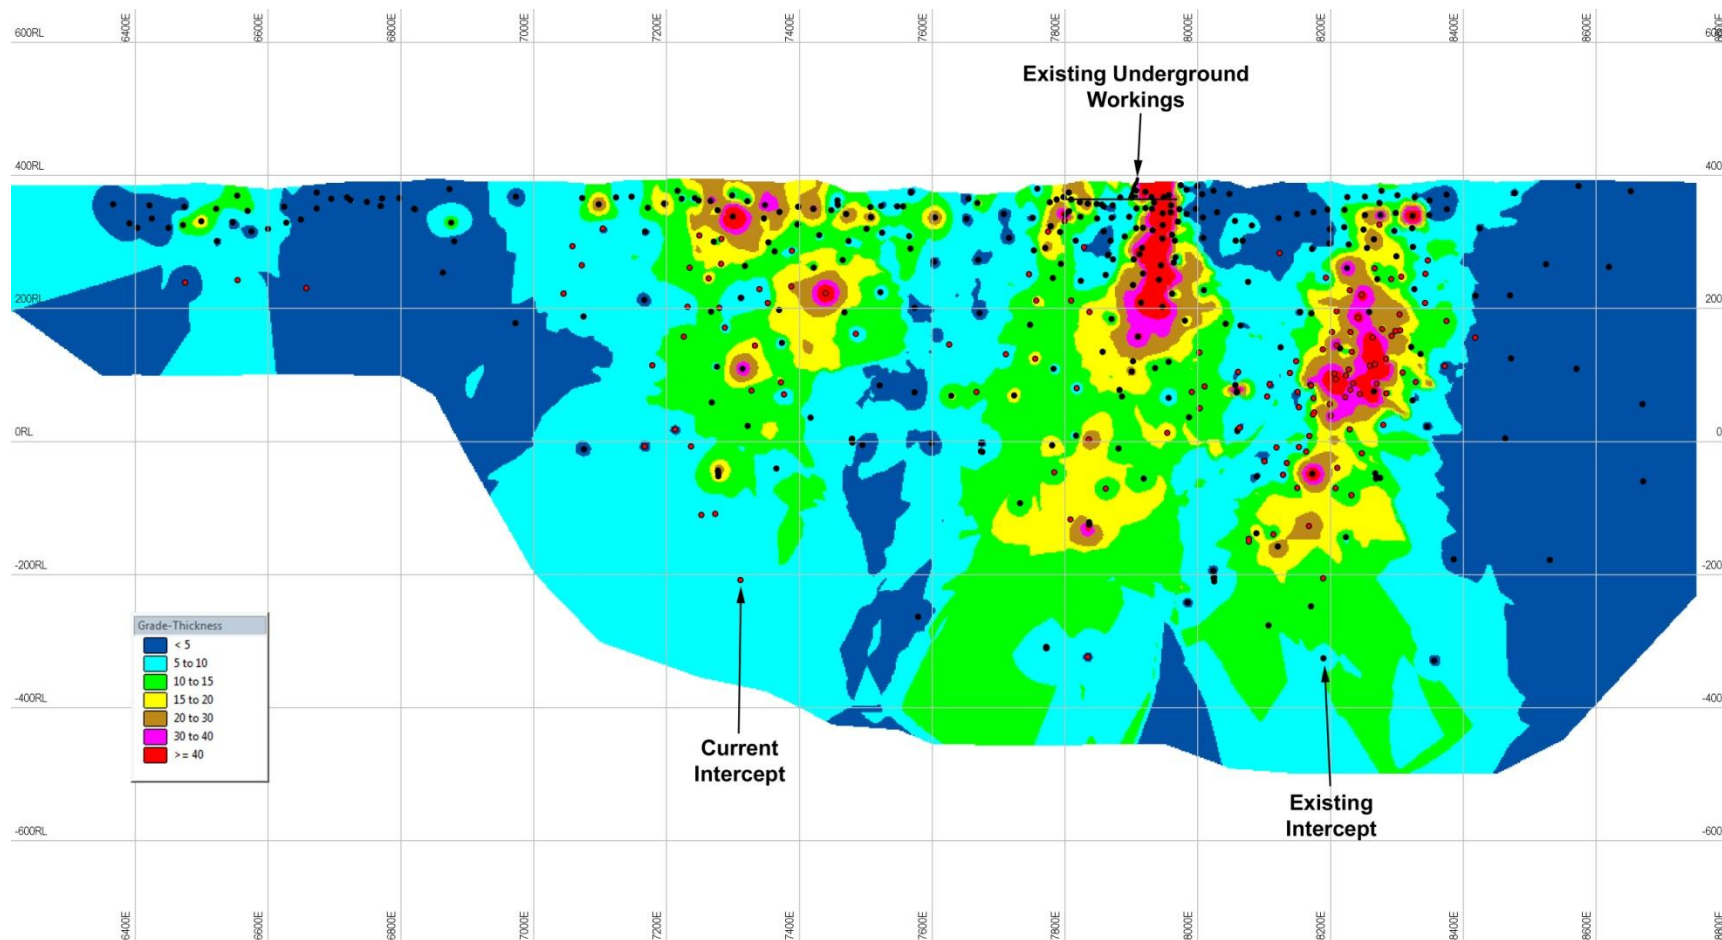 6400E 6600E 6800E 7000E 7200E 7400E 7600E 7800E 8000E 8200E 8400E 8600E
600RL
Existing Underground
Workings
400RL
200RL 200
0RL 0
-200RL -200
Grade-Thickness
< 5
5 to 10
10 to 15
15 to 20
20 to 30
30 to 40
>= 40
-400RL -400
Current
Intercept
Existing
Intercept
-600RL -600
6400E 6600E 6800E 7000E 7200E 7400E 7600E 7800E 8000E 8200E 8400E 8600E 8800E